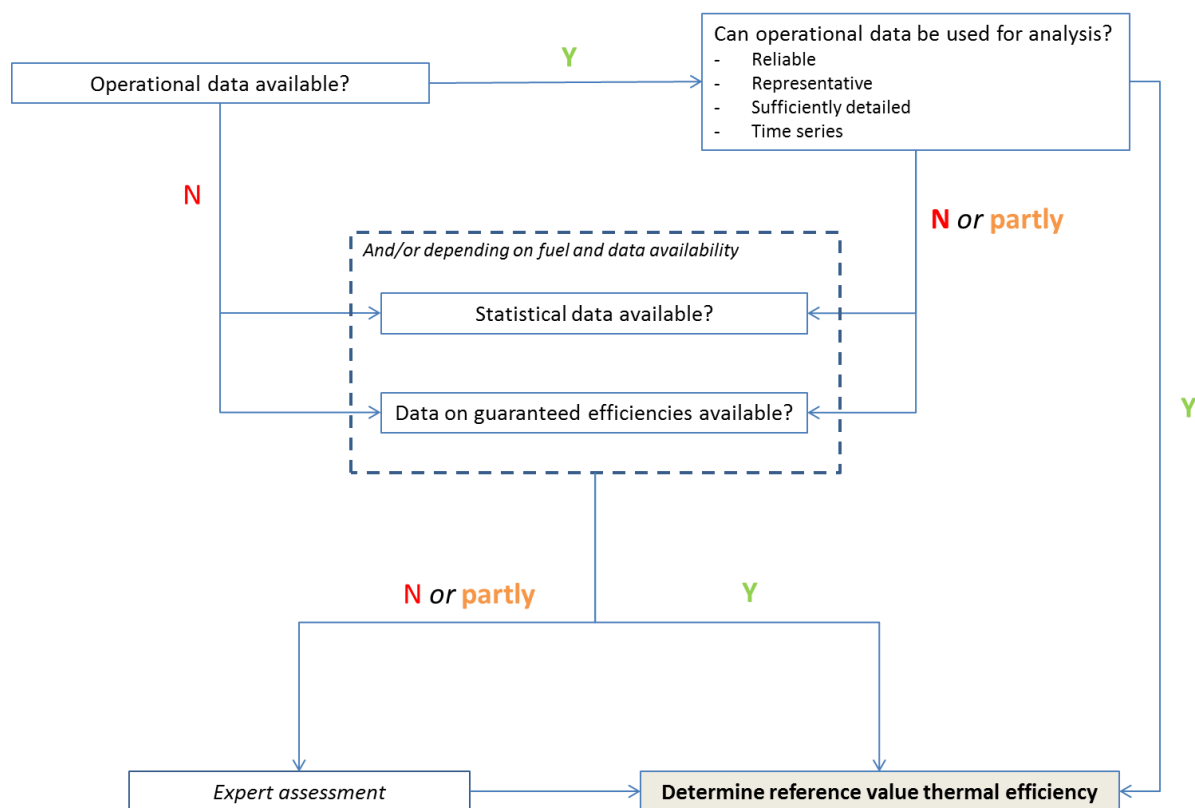 Operational data available?
Y
Can operational data be used for analysis?
- Reliable
- Representative
- Sufficiently detailed
- Time series
N
N or partly
And/or depending on fuel and data availability
Statistical data available?
Data on guaranteed efficiencies available?
Y
N or partly
Y
Expert assessment
Determine reference value thermal efficiency